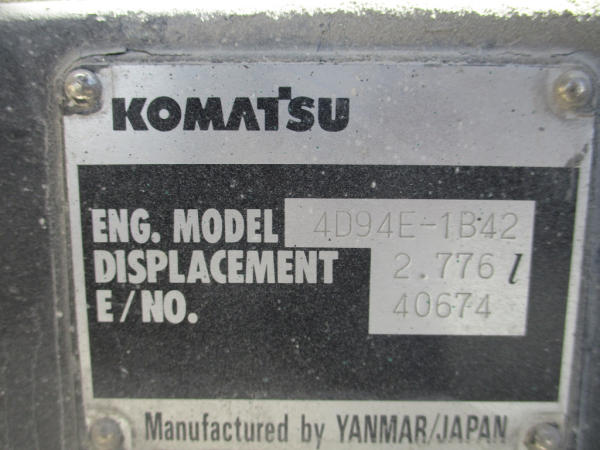 KOMATSU
ENG. MODEL 4D94E-1B42
DISPLACEMENT 2.776 l
E/NO. 40674
Manufactured by YANMAR/JAPAN